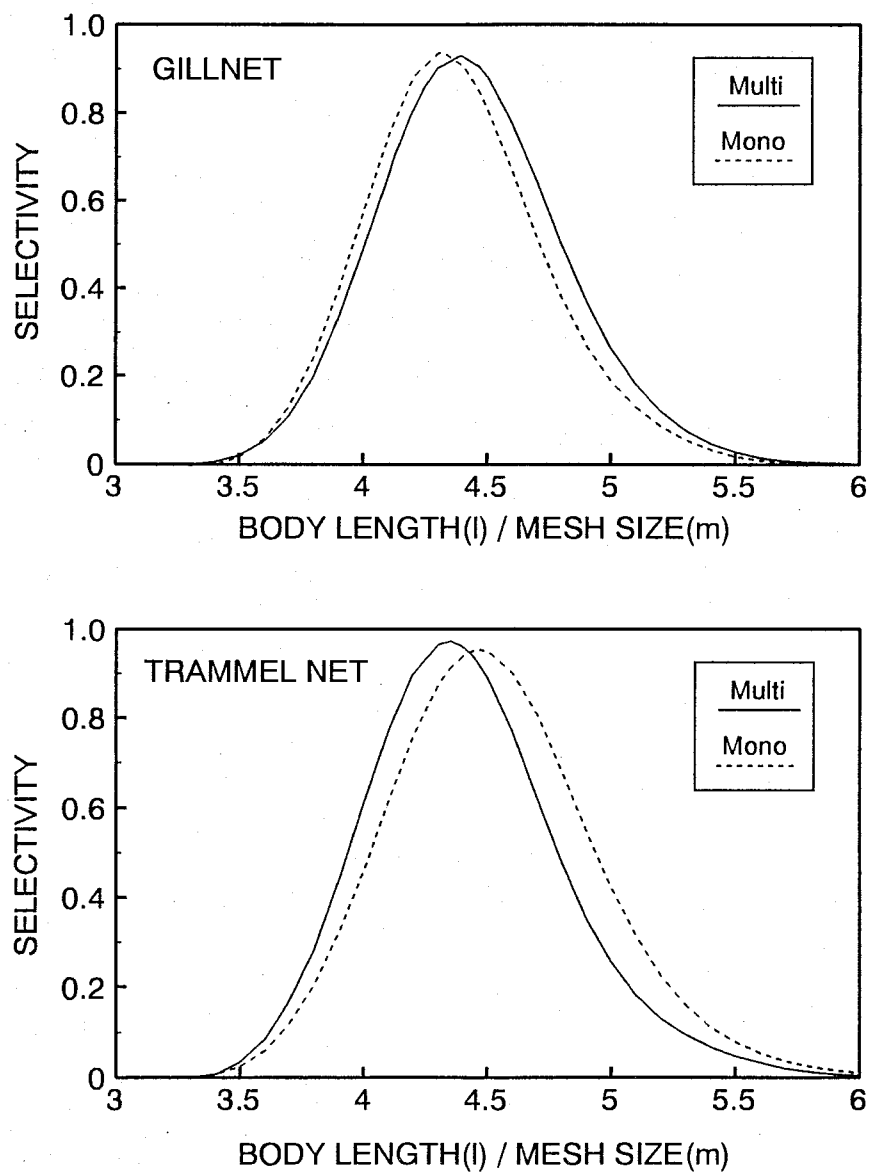 GILLNET
Multi
Mono
SELECTIVITY
1.0
0.8
0.6
0.4
0.2
0
3
3.5
4
4.5
5
5.5
6
BODY LENGTH(l) / MESH SIZE(m)
TRAMMEL NET
Multi
Mono
SELECTIVITY
1.0
0.8
0.6
0.4
0.2
0
3
3.5
4
4.5
5
5.5
6
BODY LENGTH(l) / MESH SIZE(m)